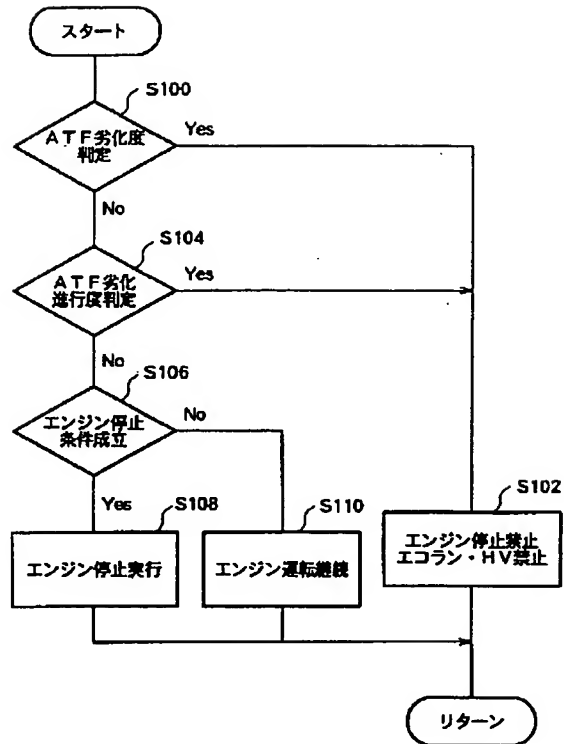 スタート
S100
ATF劣化度
判定
Yes
No
S104
ATF劣化
進行度判定
Yes
No
S106
エンジン停止
条件成立
No
Yes
S108
エンジン停止実行
S110
エンジン運転継続
S102
エンジン停止禁止
エコラン・HV禁止
リターン